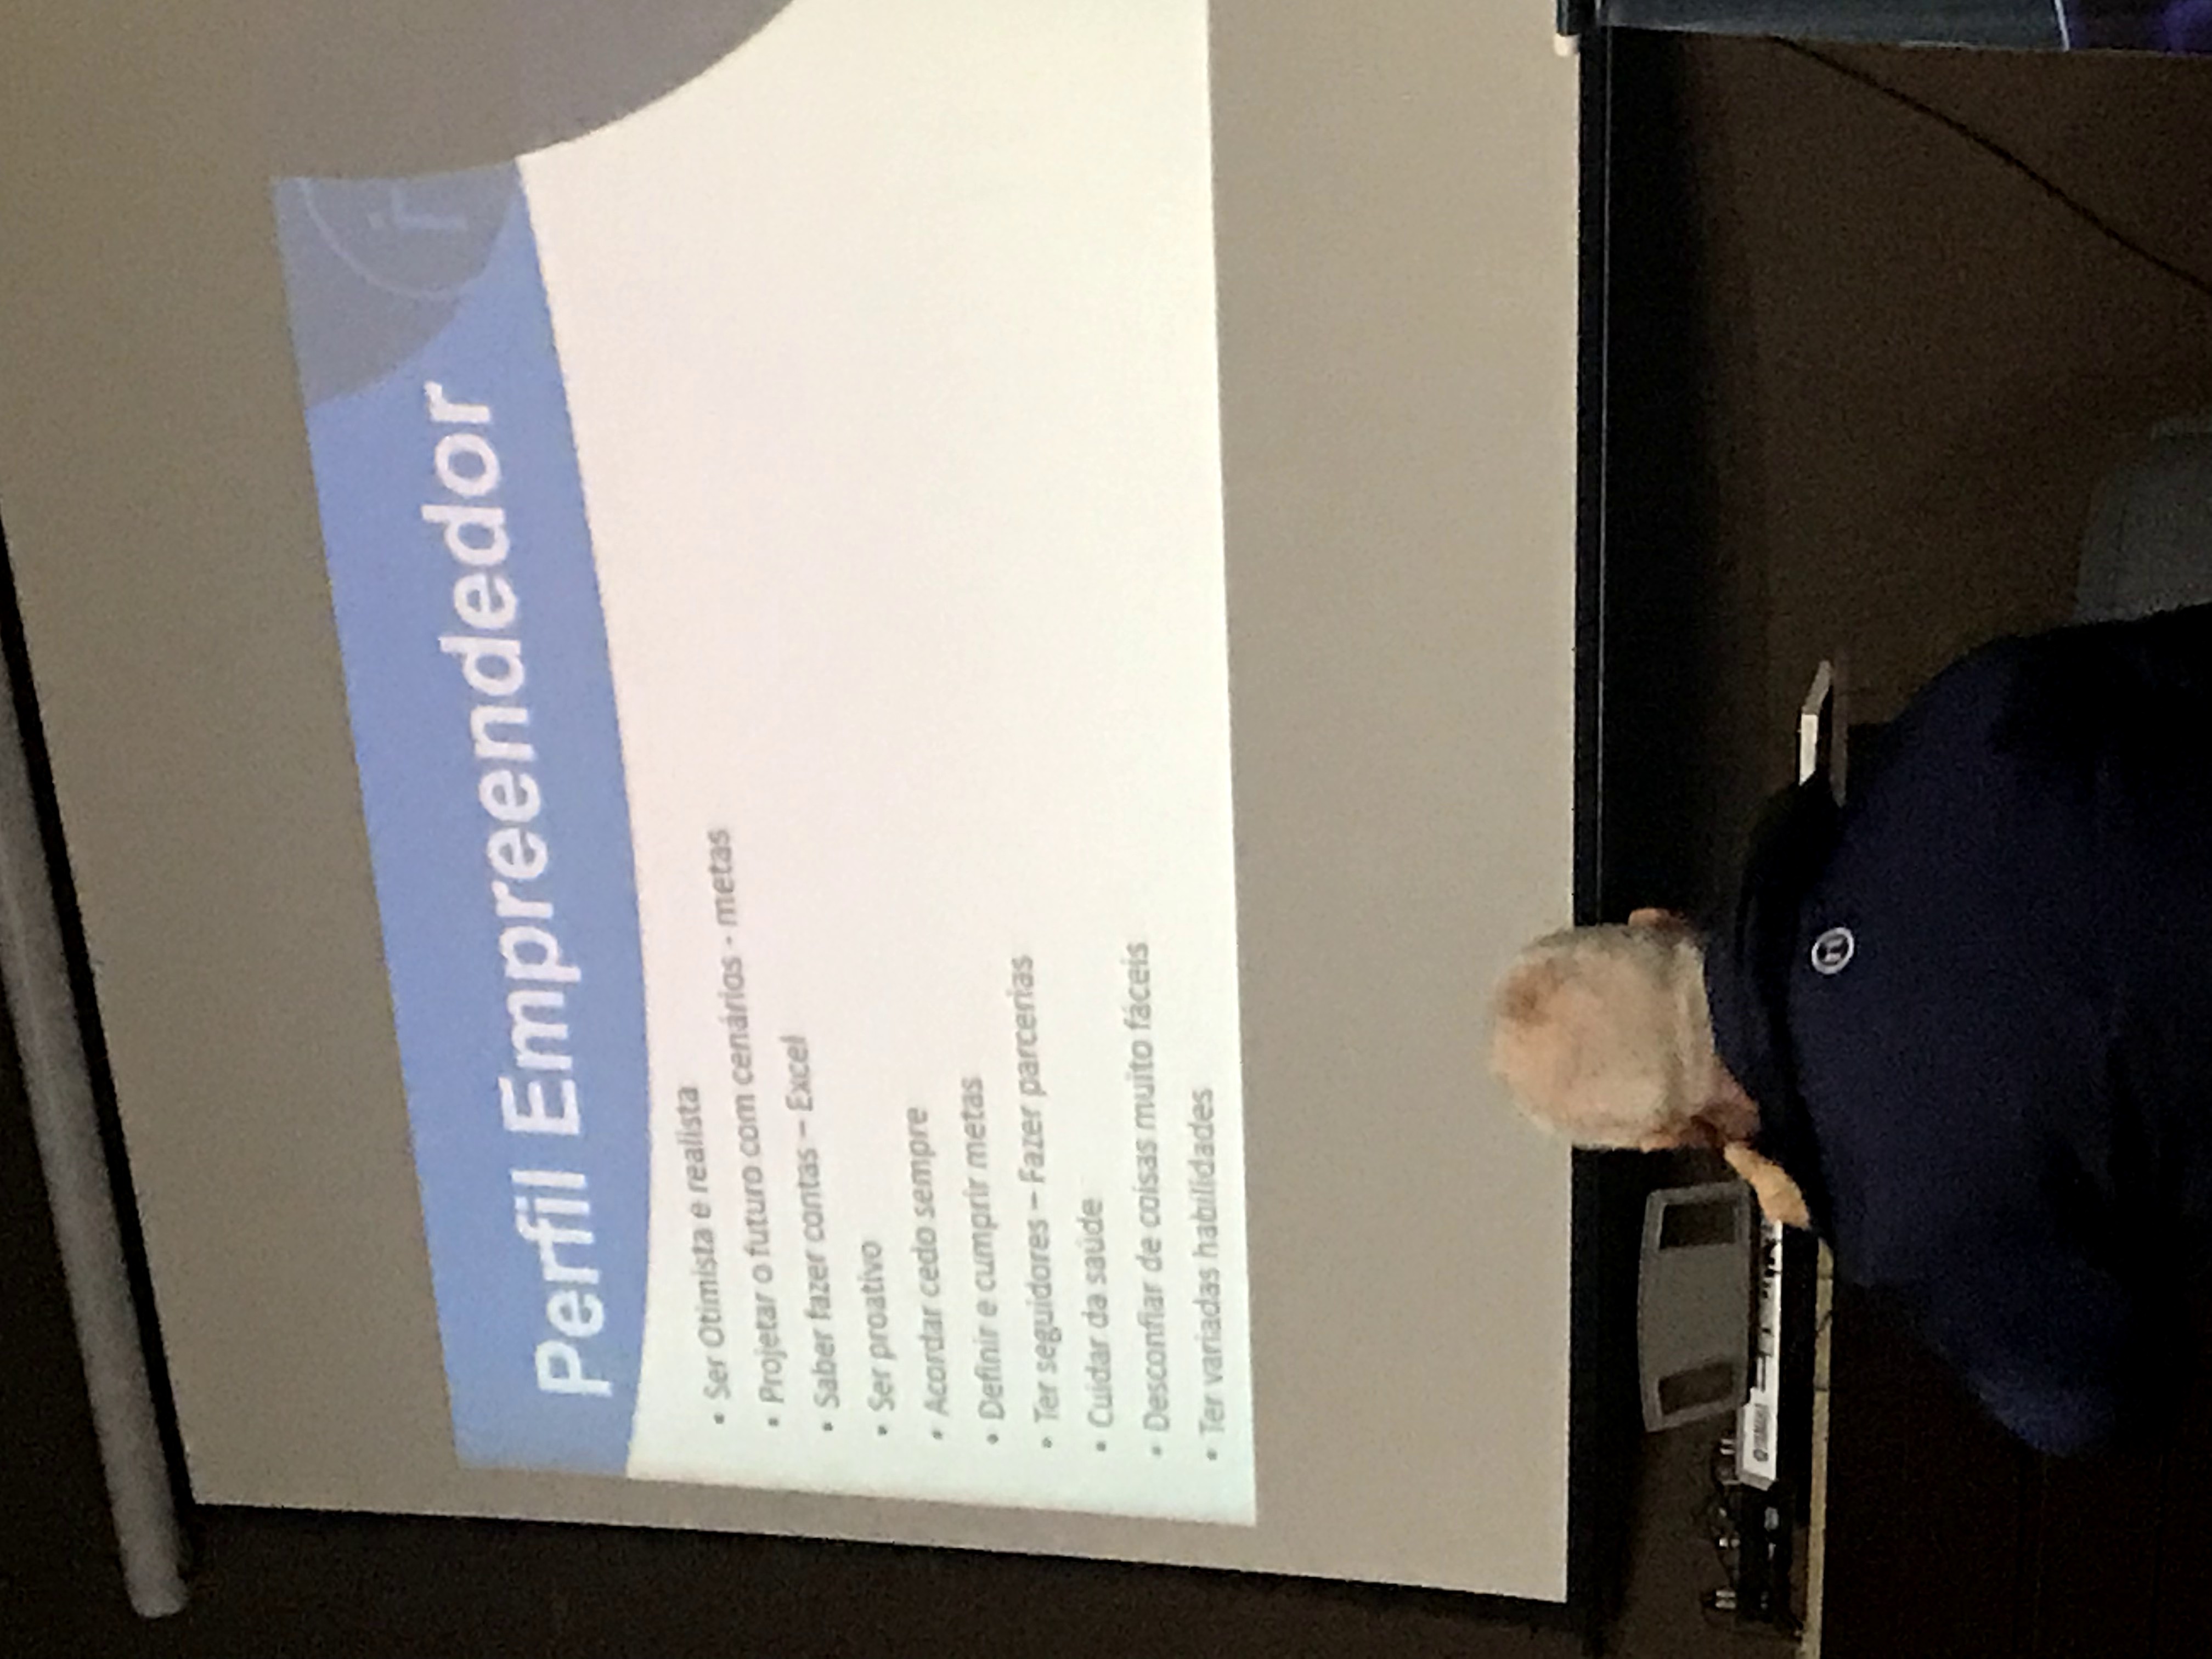 Perfil Empreendedor
• Ser Otimista e realista
• Projetar o futuro com cenários - metas
• Saber fazer contas – Excel
• Ser proativo
• Acordar cedo sempre
• Definir e cumprir metas
• Ter seguidores – Fazer parcerias
• Cuidar da saúde
• Desconfiar de coisas muito fáceis
• Ter variadas habilidades
YAMAHA